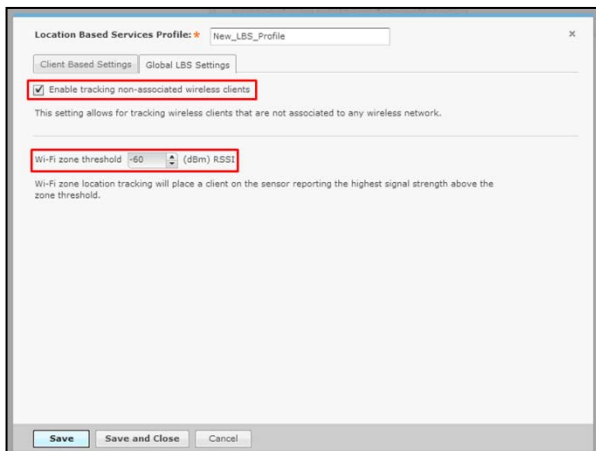 Location Based Services Profile: * New_LBS_Profile ×
Client Based Settings Global LBS Settings
Enable tracking non-associated wireless clients
This setting allows for tracking wireless clients that are not associated to any wireless network.
Wi-Fi zone threshold -60 (dBm) RSSI
Wi-Fi zone location tracking will place a client on the sensor reporting the highest signal strength above the
zone threshold.
Save Save and Close Cancel